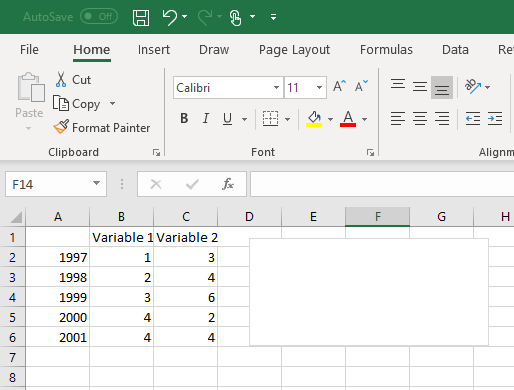 AutoSave Off
File Home Insert Draw Page Layout Formulas Data Re
Paste
Cut
Copy
Format Painter
Calibri 11 A A
B I U A
ab
Clipboard Font Alignm
F14 fx
A B C D E F G H
1 Variable 1 Variable 2
2 1997 1 3
3 1998 2 4
4 1999 3 6
5 2000 4 2
6 2001 4 4
7
8